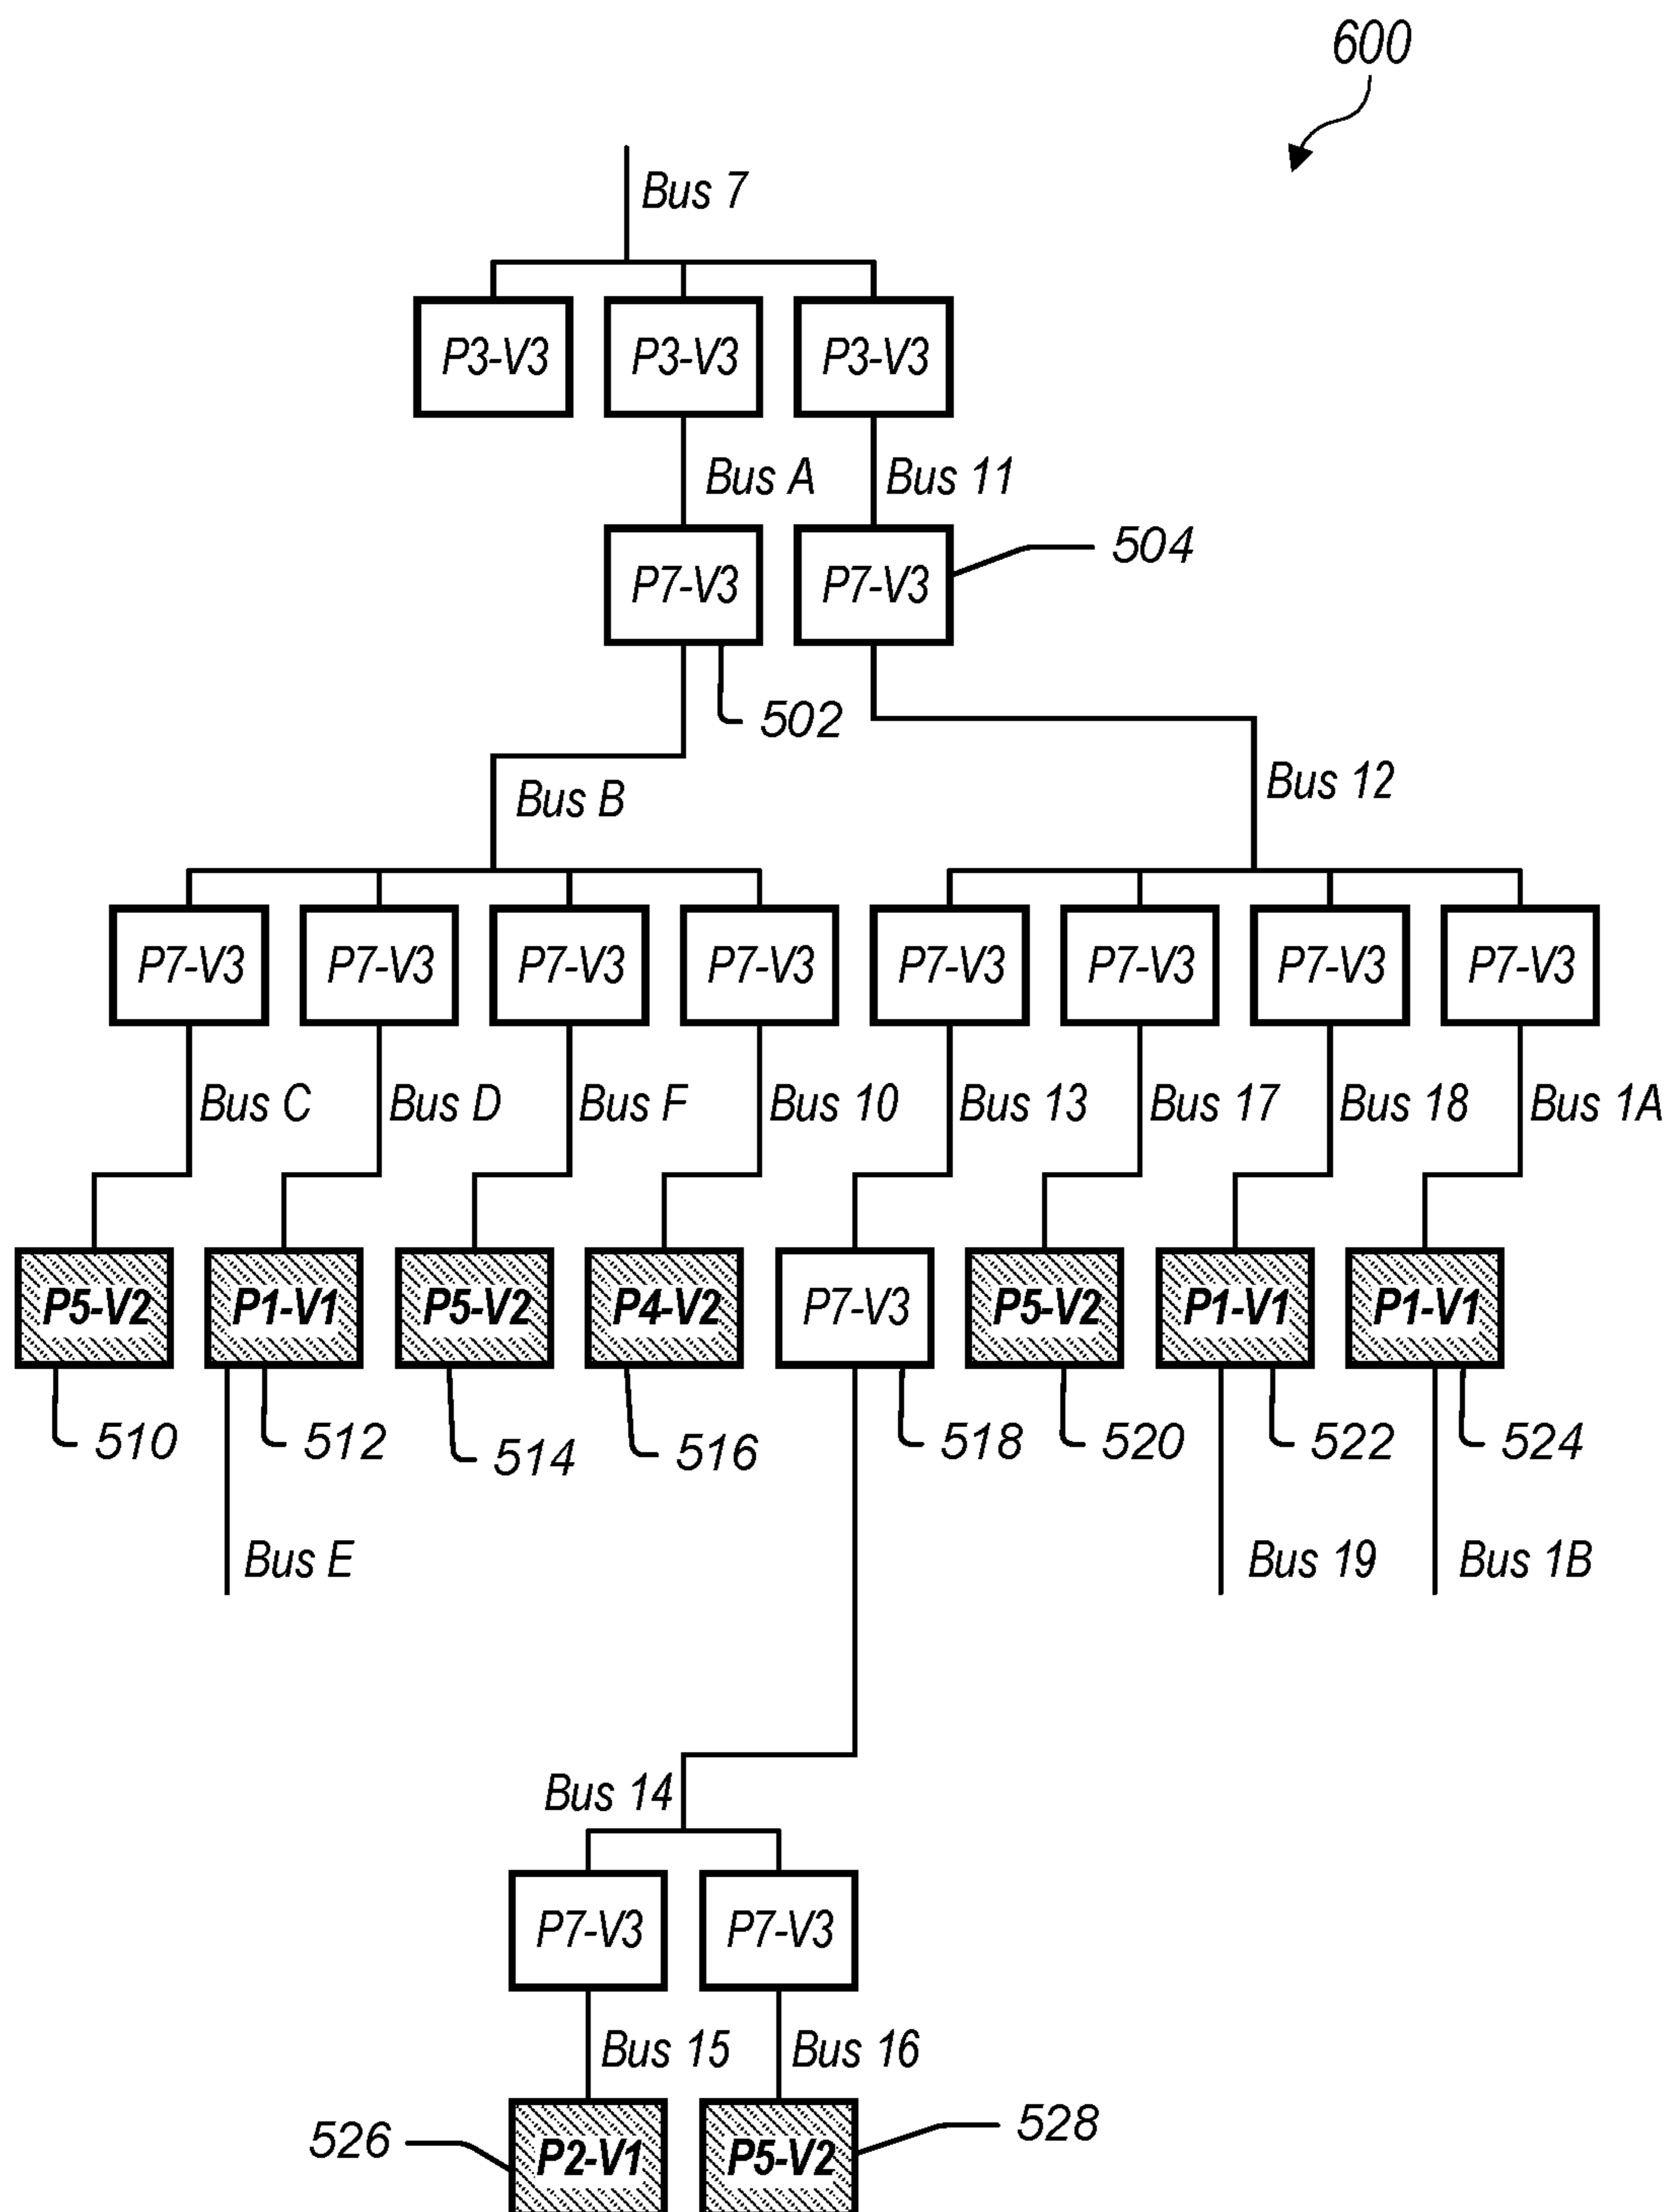 600
Bus 7
P3-V3 P3-V3 P3-V3
Bus A Bus 11
504
P7-V3 P7-V3
502
Bus B Bus 12
P7-V3 P7-V3 P7-V3 P7-V3 P7-V3 P7-V3 P7-V3 P7-V3
Bus C Bus D Bus F Bus 10 Bus 13 Bus 17 Bus 18 Bus 1A
P5-V2 P1-V1 P5-V2 P4-V2 P7-V3 P5-V2 P1-V1 P1-V1
510 512 514 516 518 520 522 524
Bus E Bus 19 Bus 1B
Bus 14
P7-V3 P7-V3
Bus 15 Bus 16
526 P2-V1 P5-V2 528